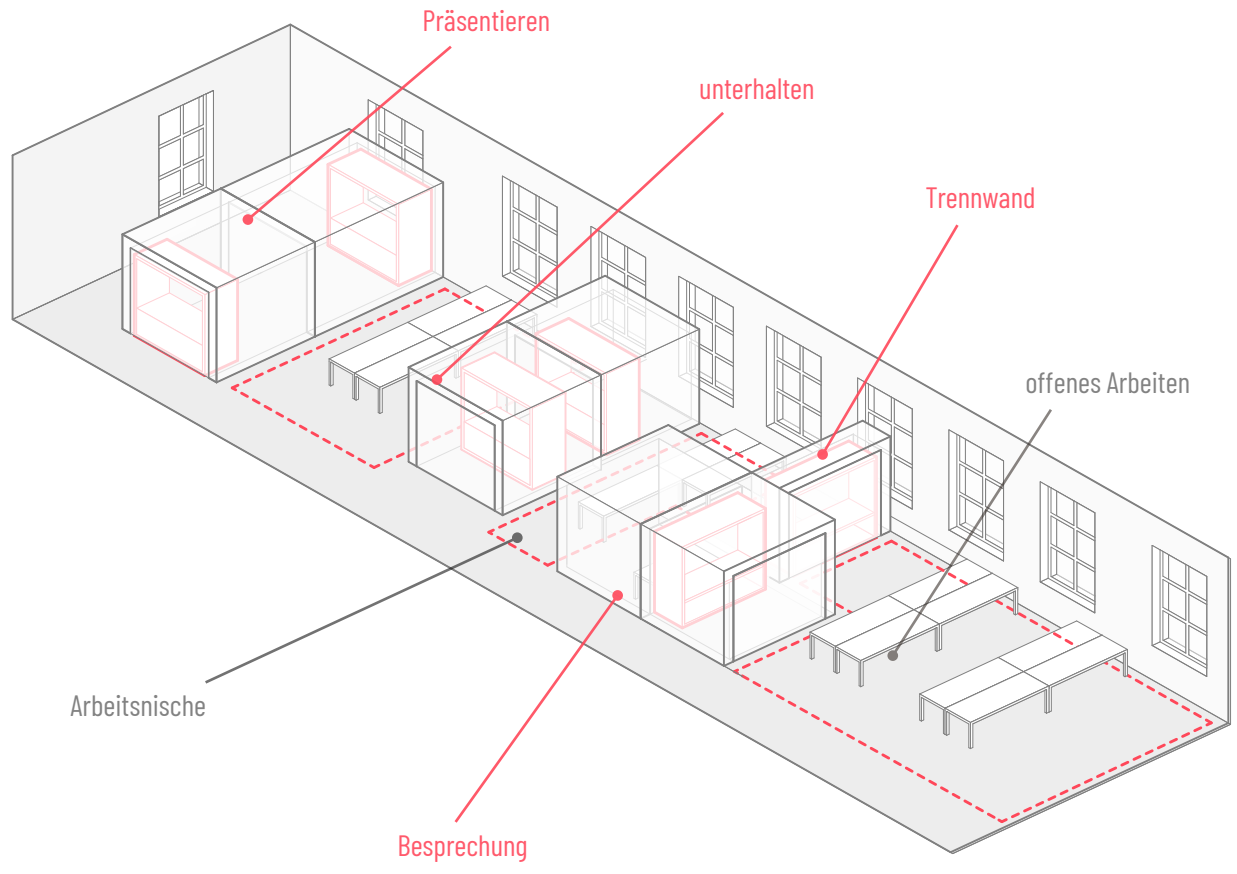 Präsentieren
unterhalten
Trennwand
offenes Arbeiten
Arbeitsnische
Besprechung